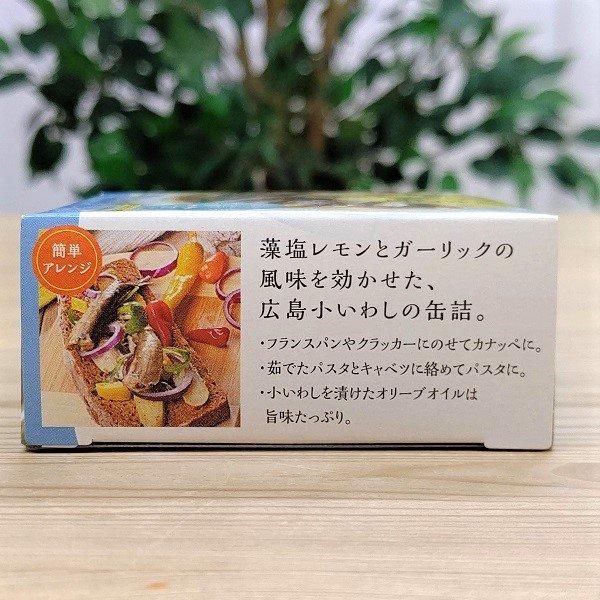 簡単
アレンジ
藻塩レモンとガーリックの
風味を効かせた、
広島小いわしの缶詰。
・フランスパンやクラッカーにのせてカナッペに。
・茹でたパスタとキャベツに絡めてパスタに。
・小いわしを漬けたオリーブオイルは
旨味たっぷり。